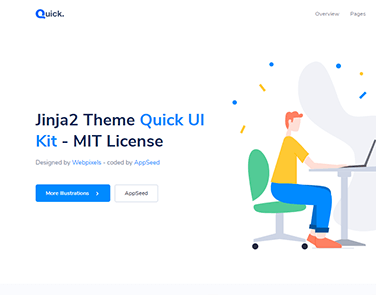 Quick.
Overview Pages
Jinja2 Theme Quick UI
Kit - MIT License
Designed by Webpixels - coded by AppSeed
More Illustrations >
AppSeed